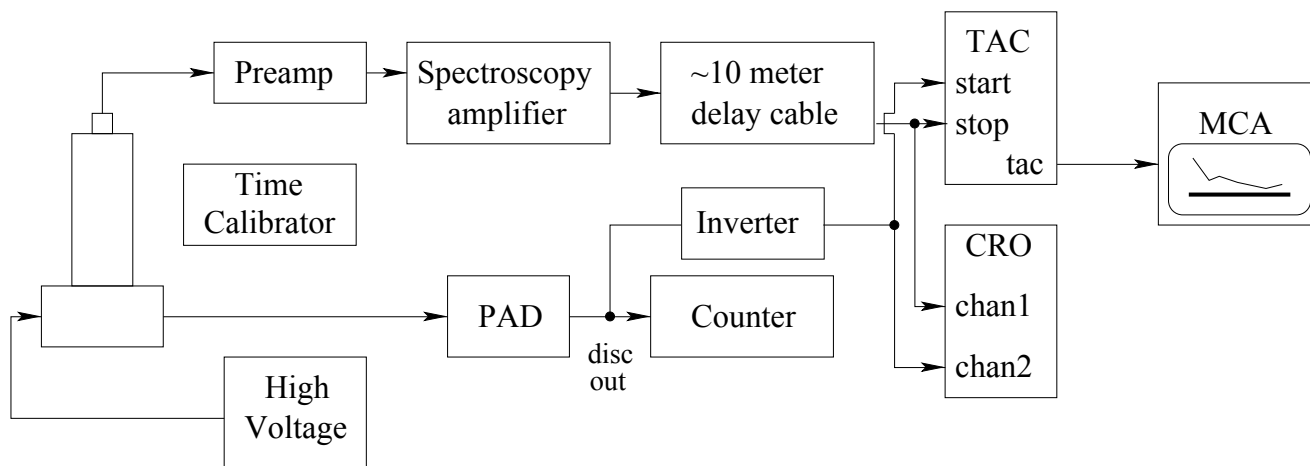 Preamp
Spectroscopy
amplifier
~10 meter
delay cable
TAC
start
stop
tac
MCA
Time
Calibrator
Inverter
CRO
chan1
chan2
PAD
disc
out
Counter
High
Voltage